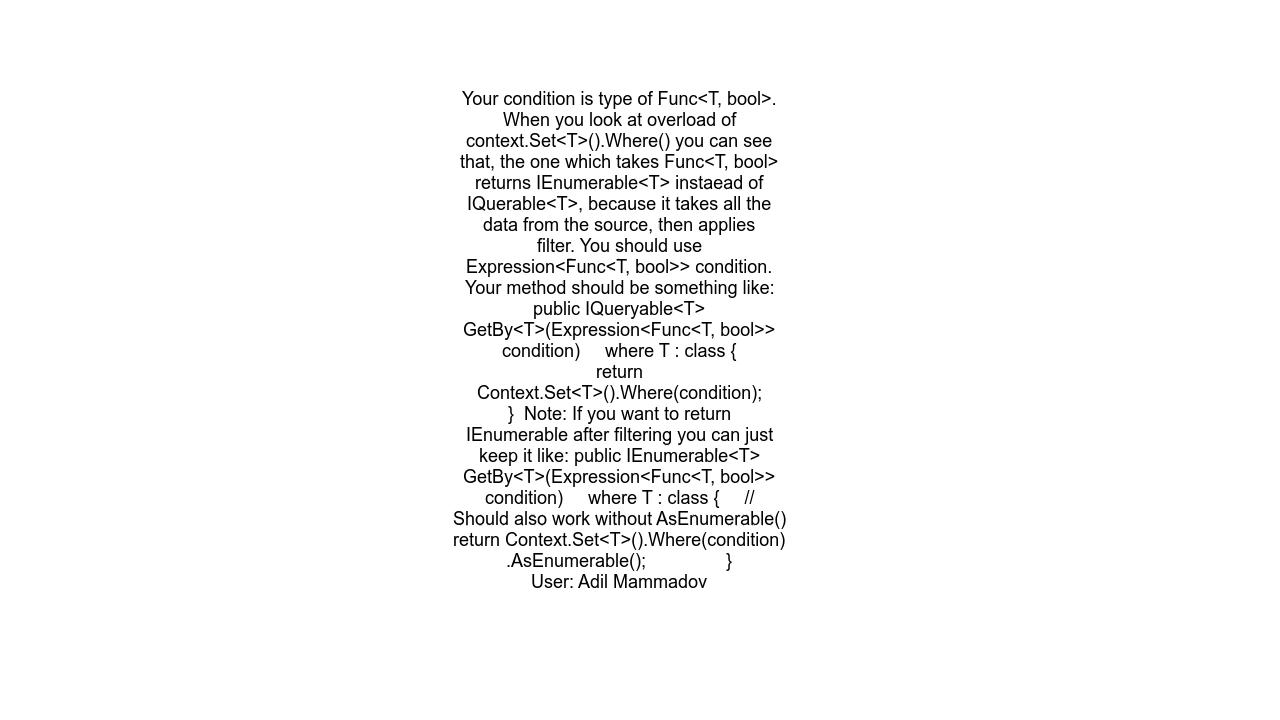 Your condition is type of Func<T, bool>.
When you look at overload of
context.Set<T>().Where() you can see
that, the one which takes Func<T, bool>
returns IEnumerable<T> instaead of
IQuerable<T>, because it takes all the
data from the source, then applies
filter. You should use
Expression<Func<T, bool>> condition.
Your method should be something like:
public IQueryable<T>
GetBy<T>(Expression<Func<T, bool>>
condition)     where T : class {
return
Context.Set<T>().Where(condition);
}  Note: If you want to return
IEnumerable after filtering you can just
keep it like: public IEnumerable<T>
GetBy<T>(Expression<Func<T, bool>>
condition)     where T : class {     //
Should also work without AsEnumerable()
return Context.Set<T>().Where(condition)
.AsEnumerable();                }
User: Adil Mammadov